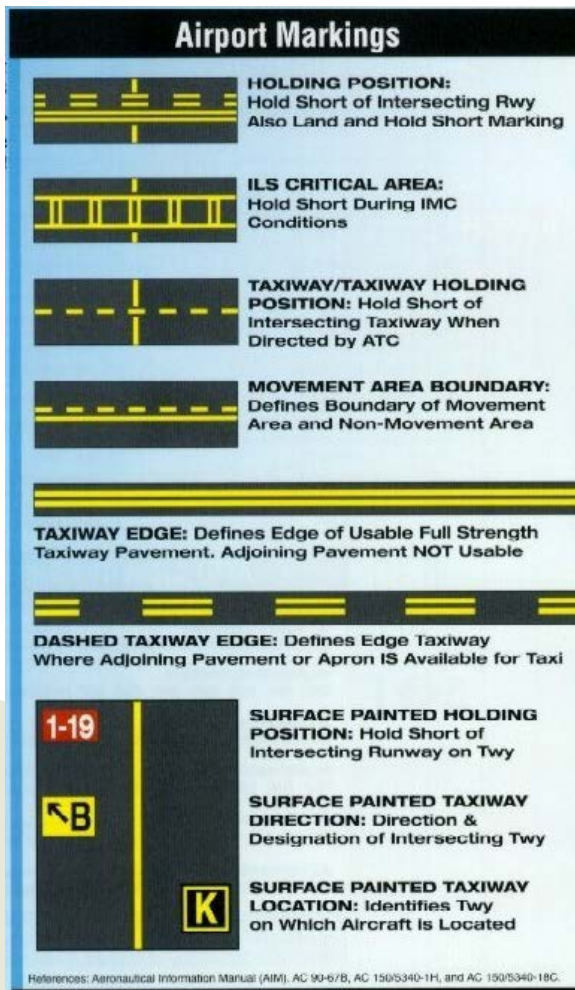 Airport Markings
HOLDING POSITION:
Hold Short of Intersecting Rwy
Also Land and Hold Short Marking
ILS CRITICAL AREA:
Hold Short During IMC
Conditions
TAXIWAY/TAXIWAY HOLDING
POSITION: Hold Short of
Intersecting Taxiway When
Directed by ATC
MOVEMENT AREA BOUNDARY:
Defines Boundary of Movement
Area and Non-Movement Area
TAXIWAY EDGE: Defines Edge of Usable Full Strength
Taxiway Pavement. Adjoining Pavement NOT Usable
DASHED TAXIWAY EDGE: Defines Edge Taxiway
Where Adjoining Pavement or Apron IS Available for Taxi
1-19
SURFACE PAINTED HOLDING
POSITION: Hold Short of
Intersecting Runway on Twy
B
SURFACE PAINTED TAXIWAY
DIRECTION: Direction &
Designation of Intersecting Twy
K
SURFACE PAINTED TAXIWAY
LOCATION: Identifies Twy
on Which Aircraft is Located
References: Aeronautical Information Manual (AIM), AC 90-67B, AC 150/5340-1H, and AC 150/5340-18C.